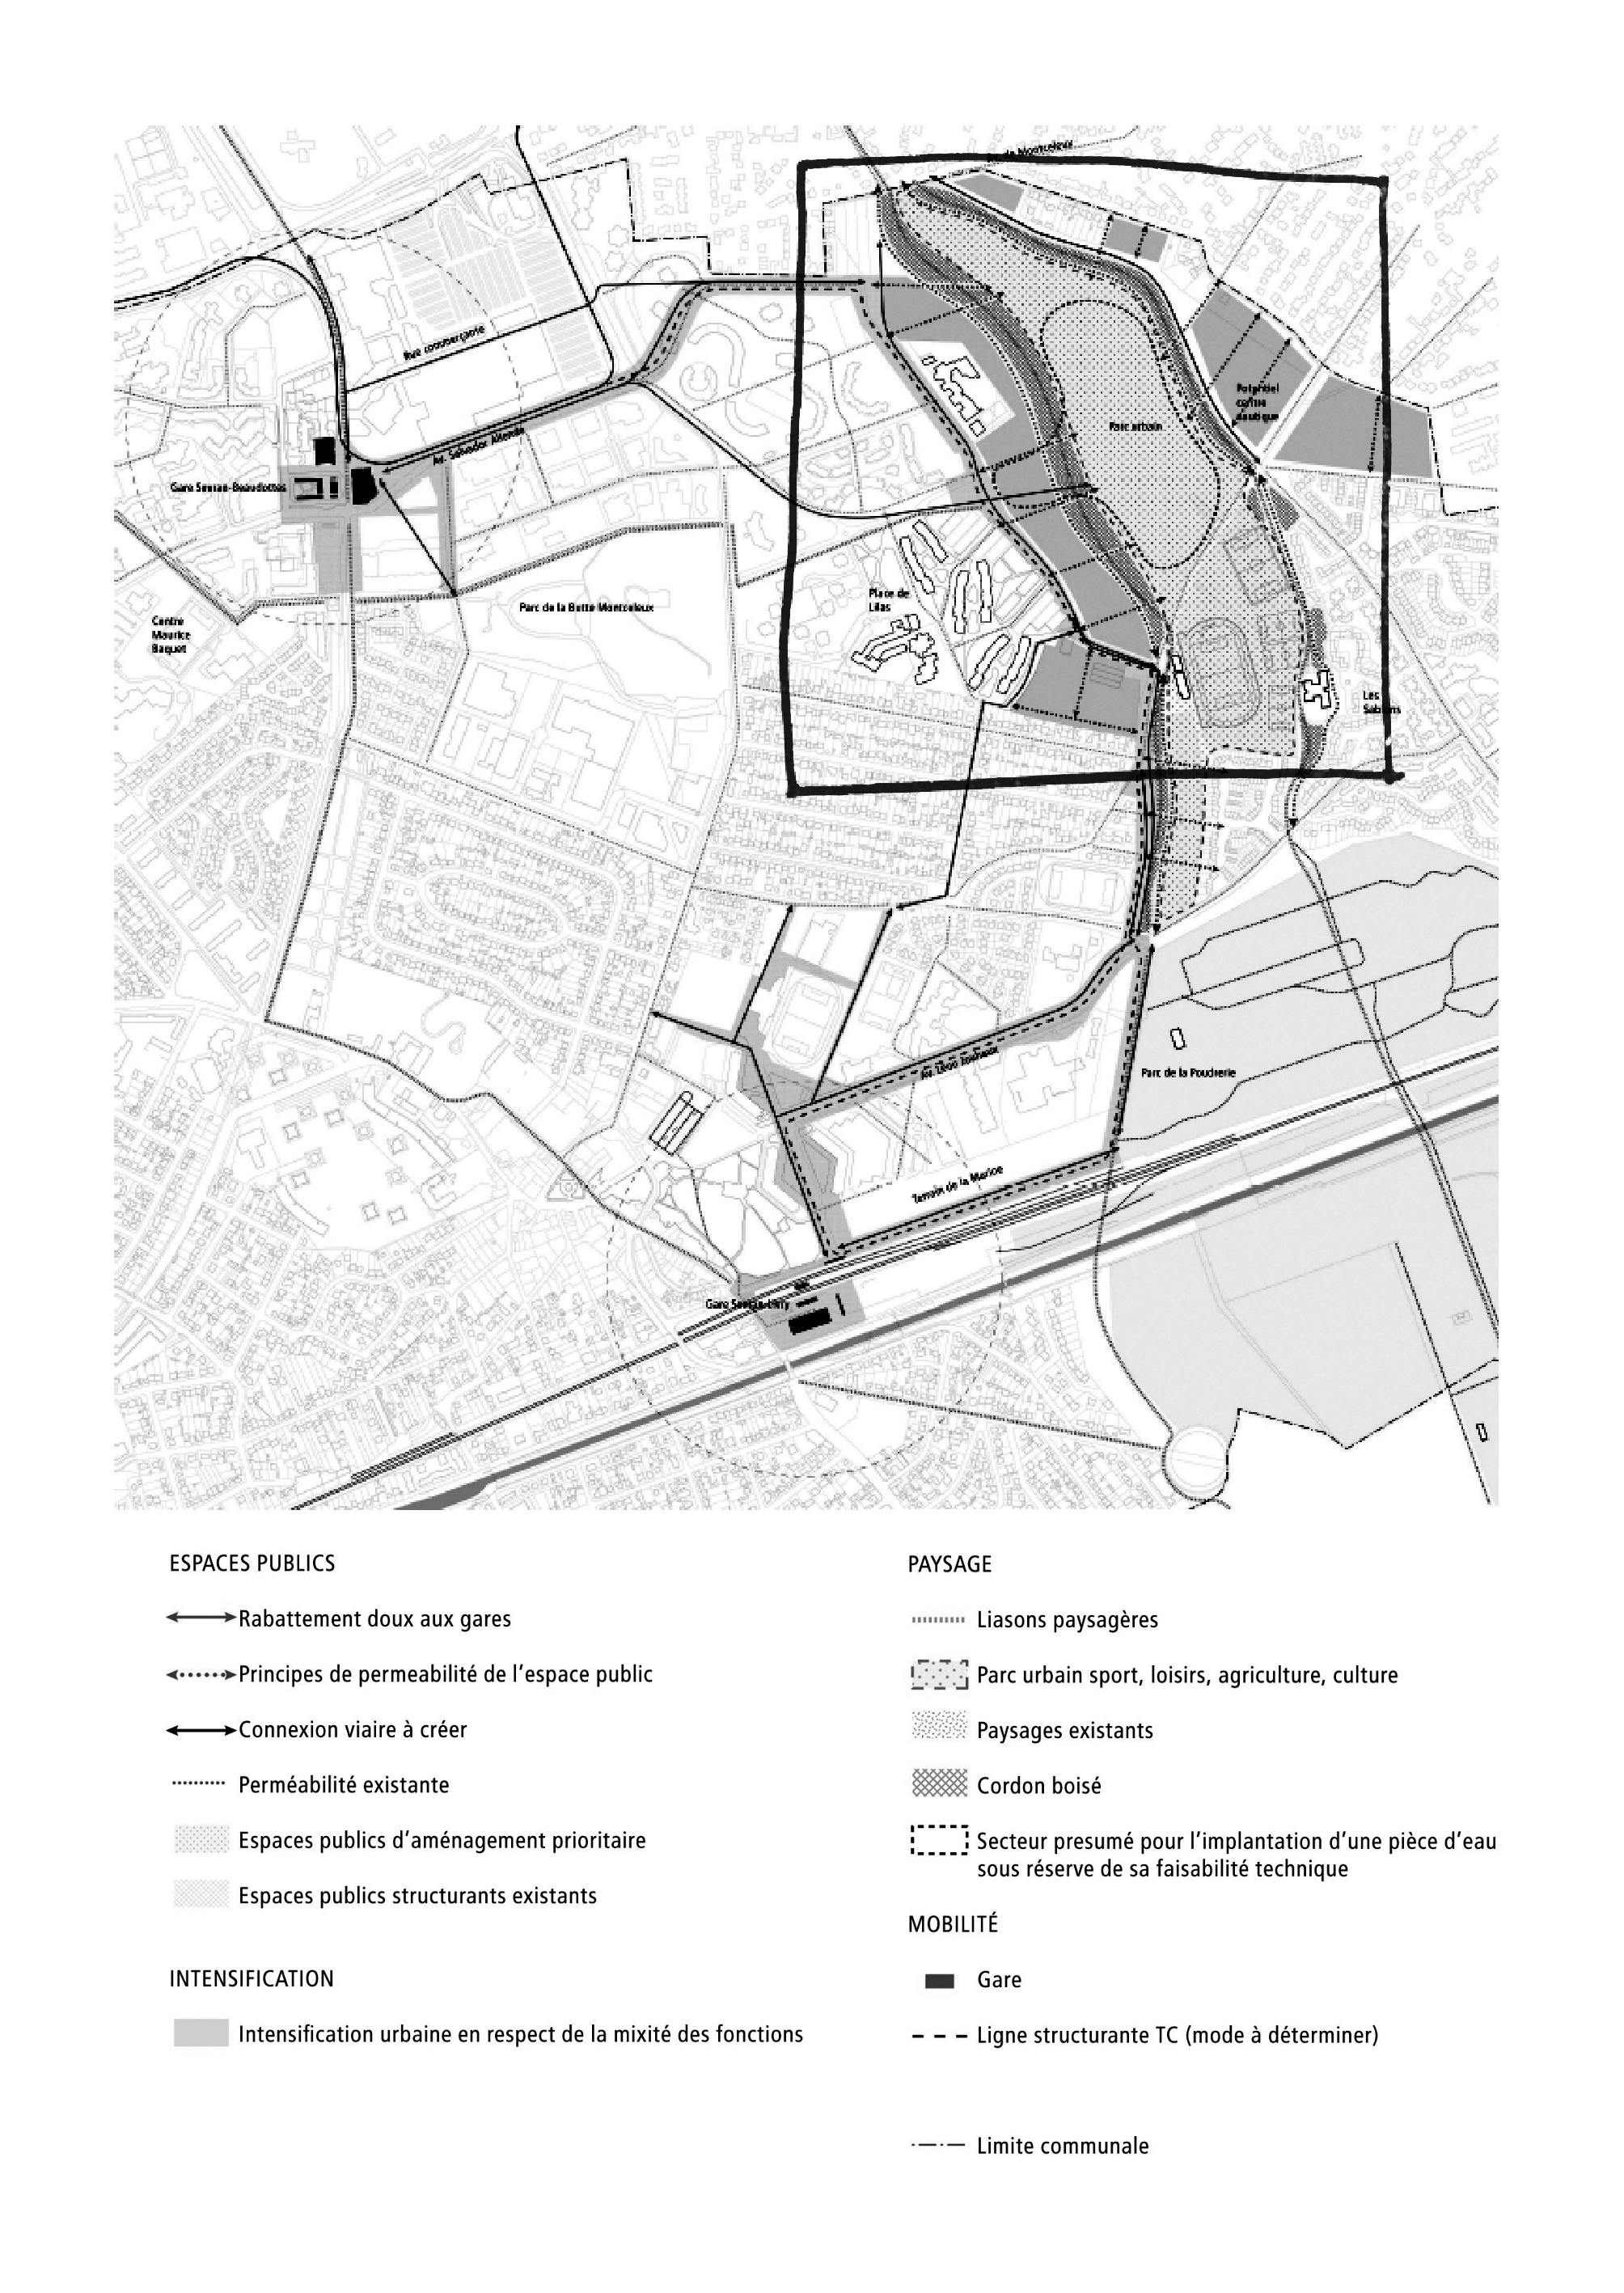 Rue de Montceleux
Rue commerçante
Potentiel
centre
nautique
Parc urbain
Av. Salvador Allende
Gare Sevran-Beaudottes
Place de
Lilas
Parc de la Butte Montceleux
Centre
Maurice
Baquet
Les
Sablons
Av. Léon Jouhaux
Parc de la Poudrerie
Terrain de la Marine
Gare Sevran-Livry
ESPACES PUBLICS
Rabattement doux aux gares
Principes de permeabilité de l'espace public
Connexion viaire à créer
Perméabilité existante
Espaces publics d'aménagement prioritaire
Espaces publics structurants existants
INTENSIFICATION
Intensification urbaine en respect de la mixité des fonctions
PAYSAGE
Liasons paysagères
Parc urbain sport, loisirs, agriculture, culture
Paysages existants
Cordon boisé
Secteur presumé pour l'implantation d'une pièce d'eau
sous réserve de sa faisabilité technique
MOBILITÉ
Gare
Ligne structurante TC (mode à déterminer)
Limite communale